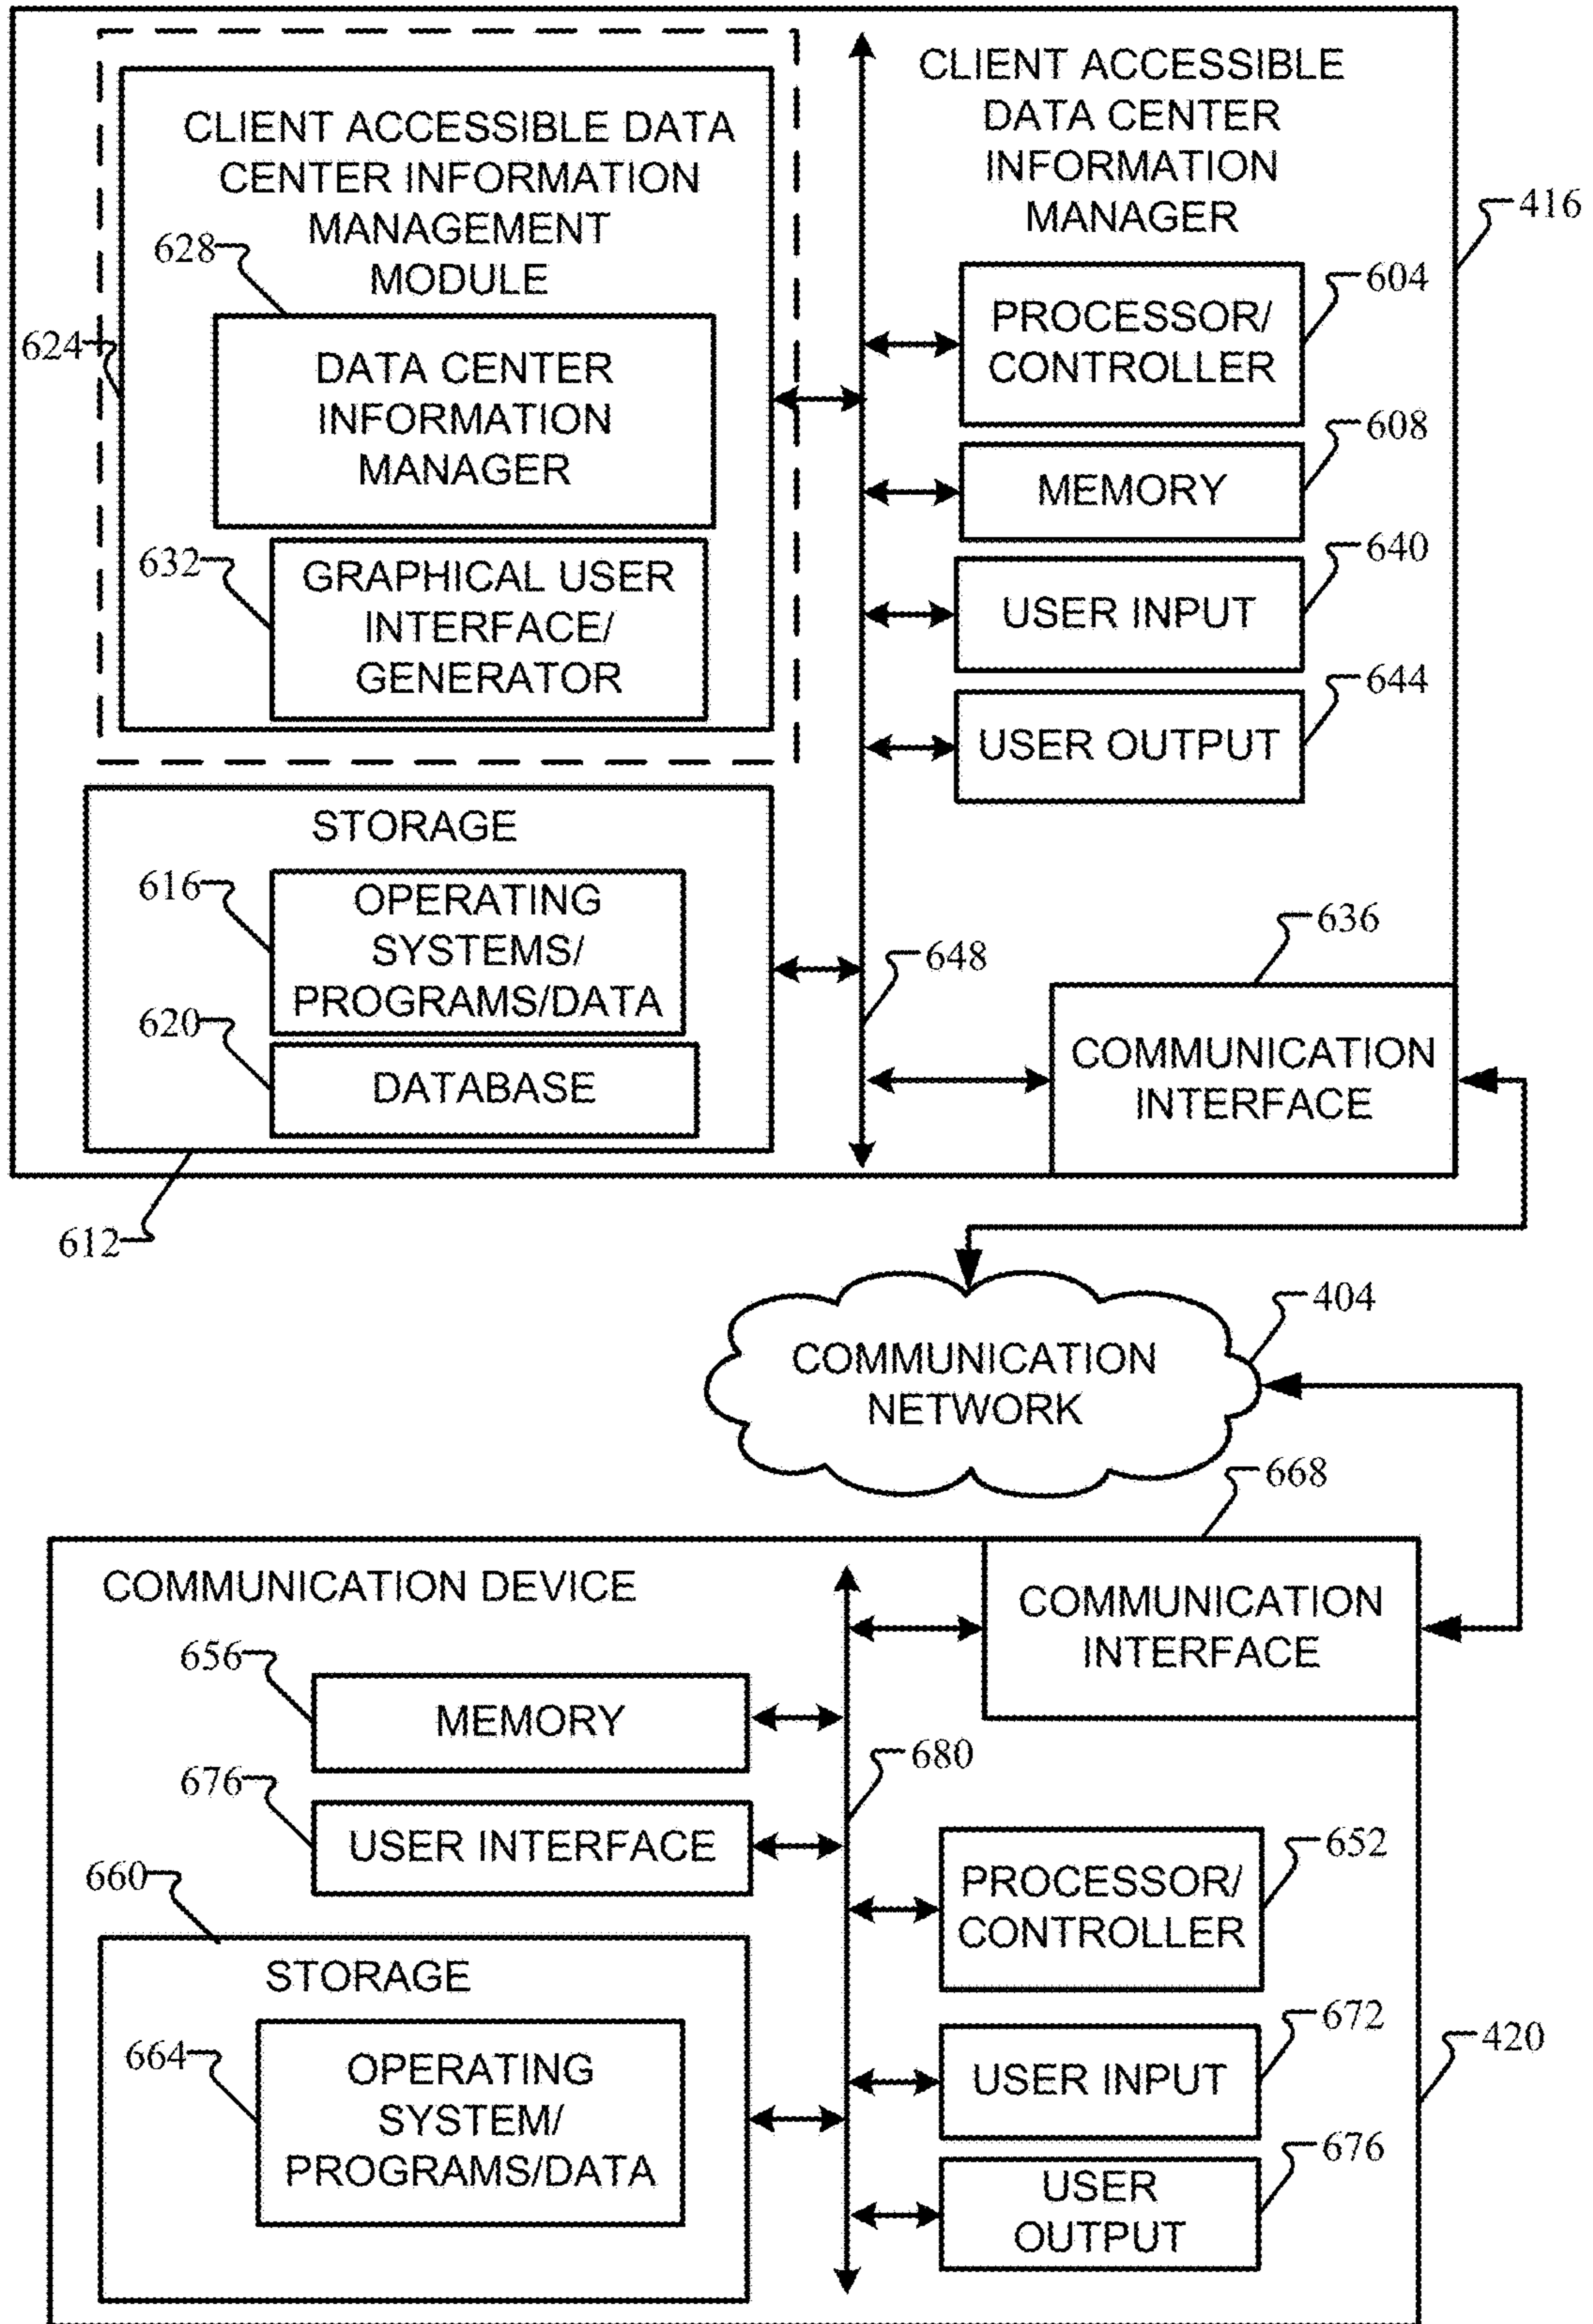 CLIENT ACCESSIBLE DATA
CENTER INFORMATION
MANAGEMENT
MODULE
628
624
DATA CENTER
INFORMATION
MANAGER
632
GRAPHICAL USER
INTERFACE/
GENERATOR
CLIENT ACCESSIBLE
DATA CENTER
INFORMATION
MANAGER
416
PROCESSOR/
CONTROLLER
604
MEMORY
608
USER INPUT
640
USER OUTPUT
644
STORAGE
616
OPERATING
SYSTEMS/
PROGRAMS/DATA
620
DATABASE
612
648
636
COMMUNICATION
INTERFACE
COMMUNICATION
NETWORK
404
668
COMMUNICATION DEVICE
COMMUNICATION
INTERFACE
656
MEMORY
676
USER INTERFACE
680
660
STORAGE
664
OPERATING
SYSTEM/
PROGRAMS/DATA
PROCESSOR/
CONTROLLER
652
USER INPUT
672
420
USER
OUTPUT
676